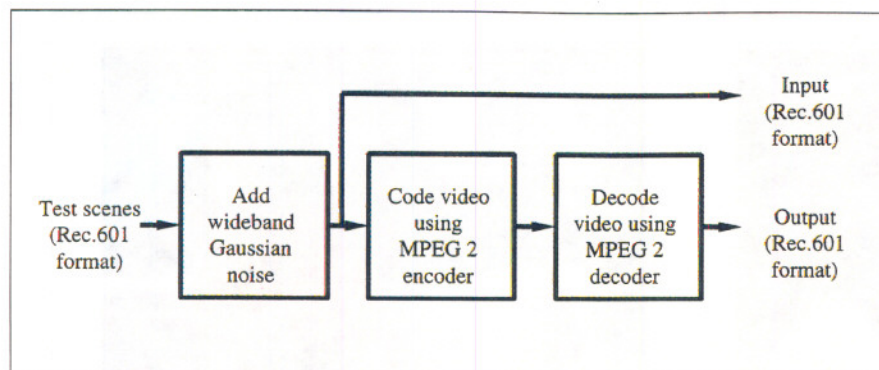 Input
(Rec.601
format)
Test scenes
(Rec.601
format)
Add
wideband
Gaussian
noise
Code video
using
MPEG 2
encoder
Decode
video using
MPEG 2
decoder
Output
(Rec.601
format)